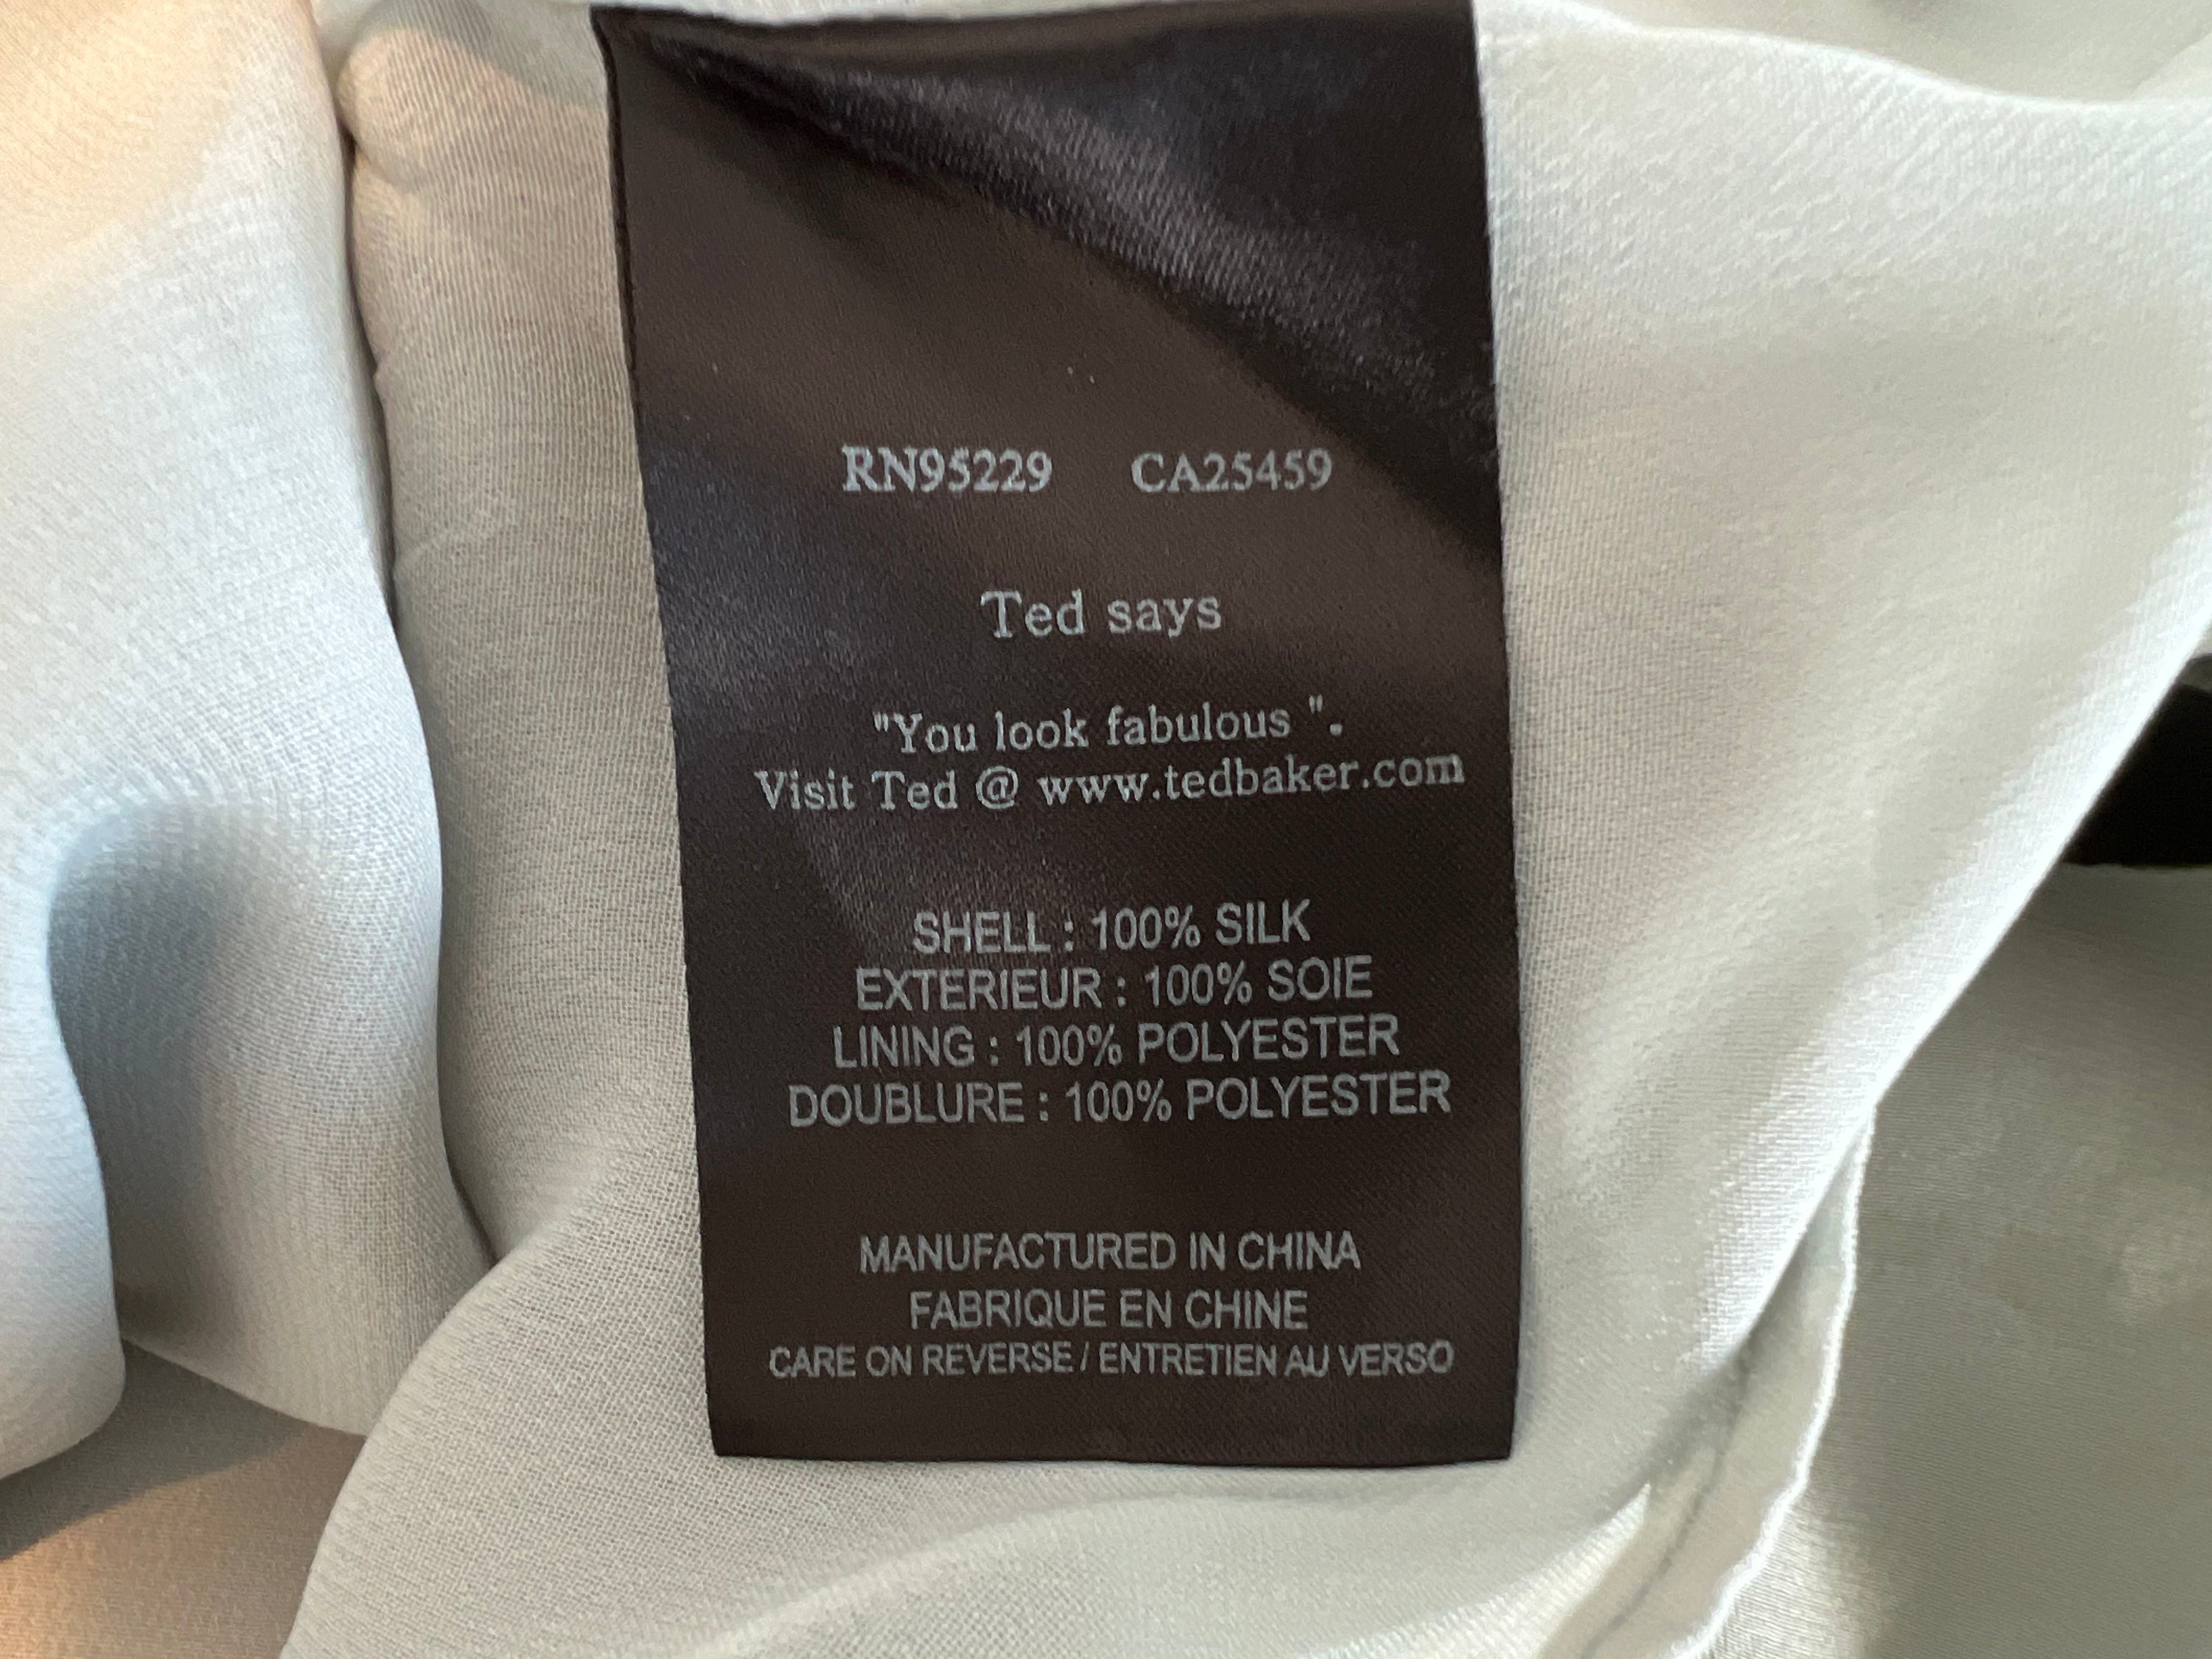 RN95229 CA25459
Ted says
"You look fabulous ".
Visit Ted @ www.tedbaker.com
SHELL : 100% SILK
EXTERIEUR : 100% SOIE
LINING : 100% POLYESTER
DOUBLURE : 100% POLYESTER
MANUFACTURED IN CHINA
FABRIQUE EN CHINE
CARE ON REVERSE / ENTRETIEN AU VERSO